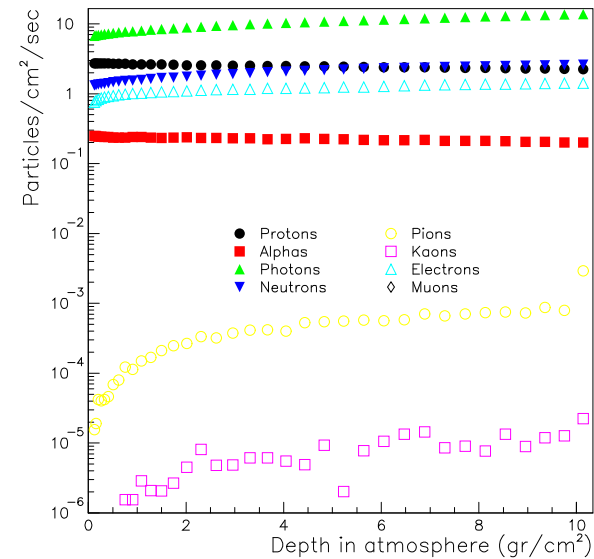 Particles/cm²/sec
10
1
10⁻¹
10⁻²
10⁻³
10⁻⁴
10⁻⁵
10⁻⁶
Protons Pions
Alphas Kaons
Photons Electrons
Neutrons Muons
0 2 4 6 8 10
Depth in atmosphere (gr/cm²)